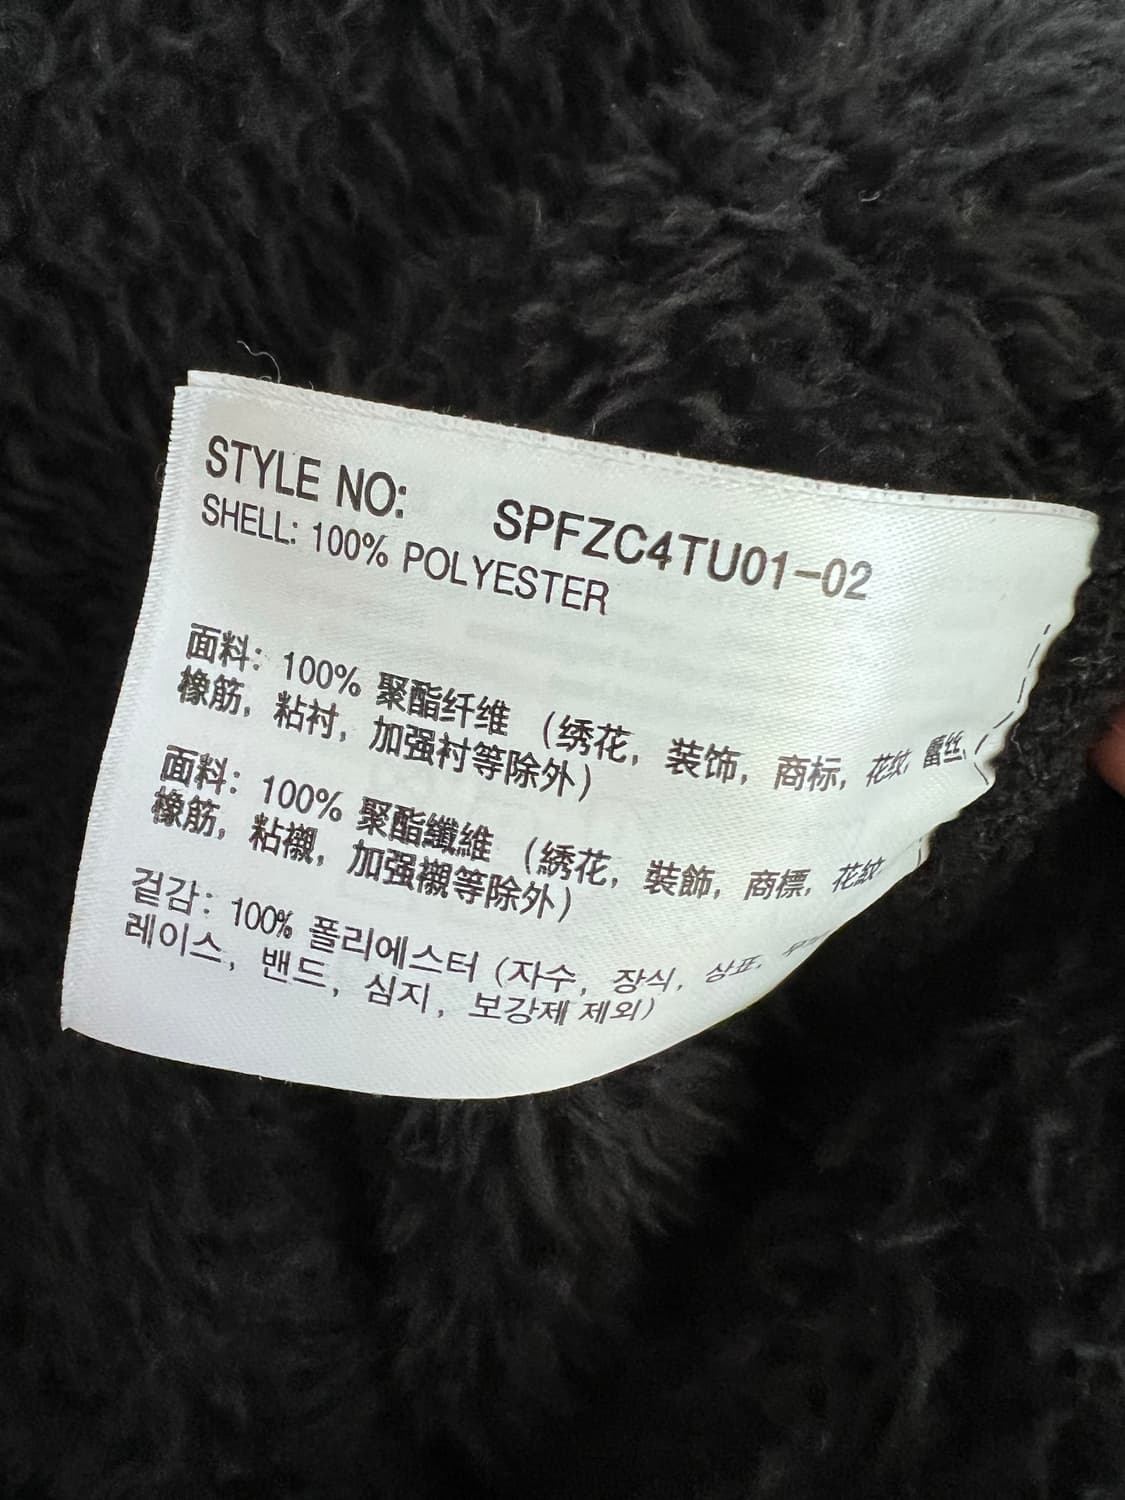 STYLE NO: SPFZC4TU01-02
SHELL: 100% POLYESTER
面料: 100% 聚酯纤维 (绣花, 装饰, 商标, 花纹, 蕾丝,
橡筋, 粘衬, 加强衬等除外)
面料: 100% 聚酯纖維 (綉花, 裝飾, 商標, 花紋,
橡筋, 粘襯, 加强襯等除外)
겉감: 100% 폴리에스터 (자수, 장식, 상표,
레이스, 밴드, 심지, 보강제 제외)